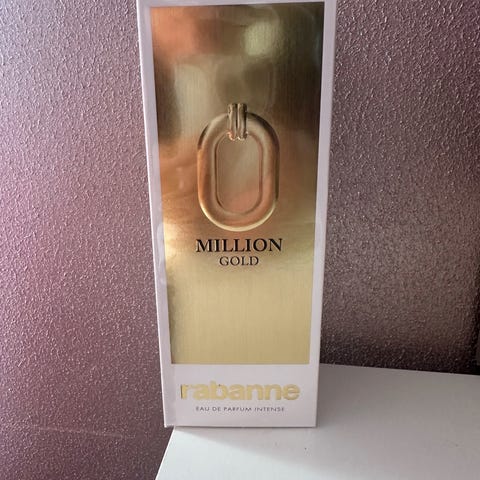 MILLION
GOLD
rabanne
EAU DE PARFUM INTENSE